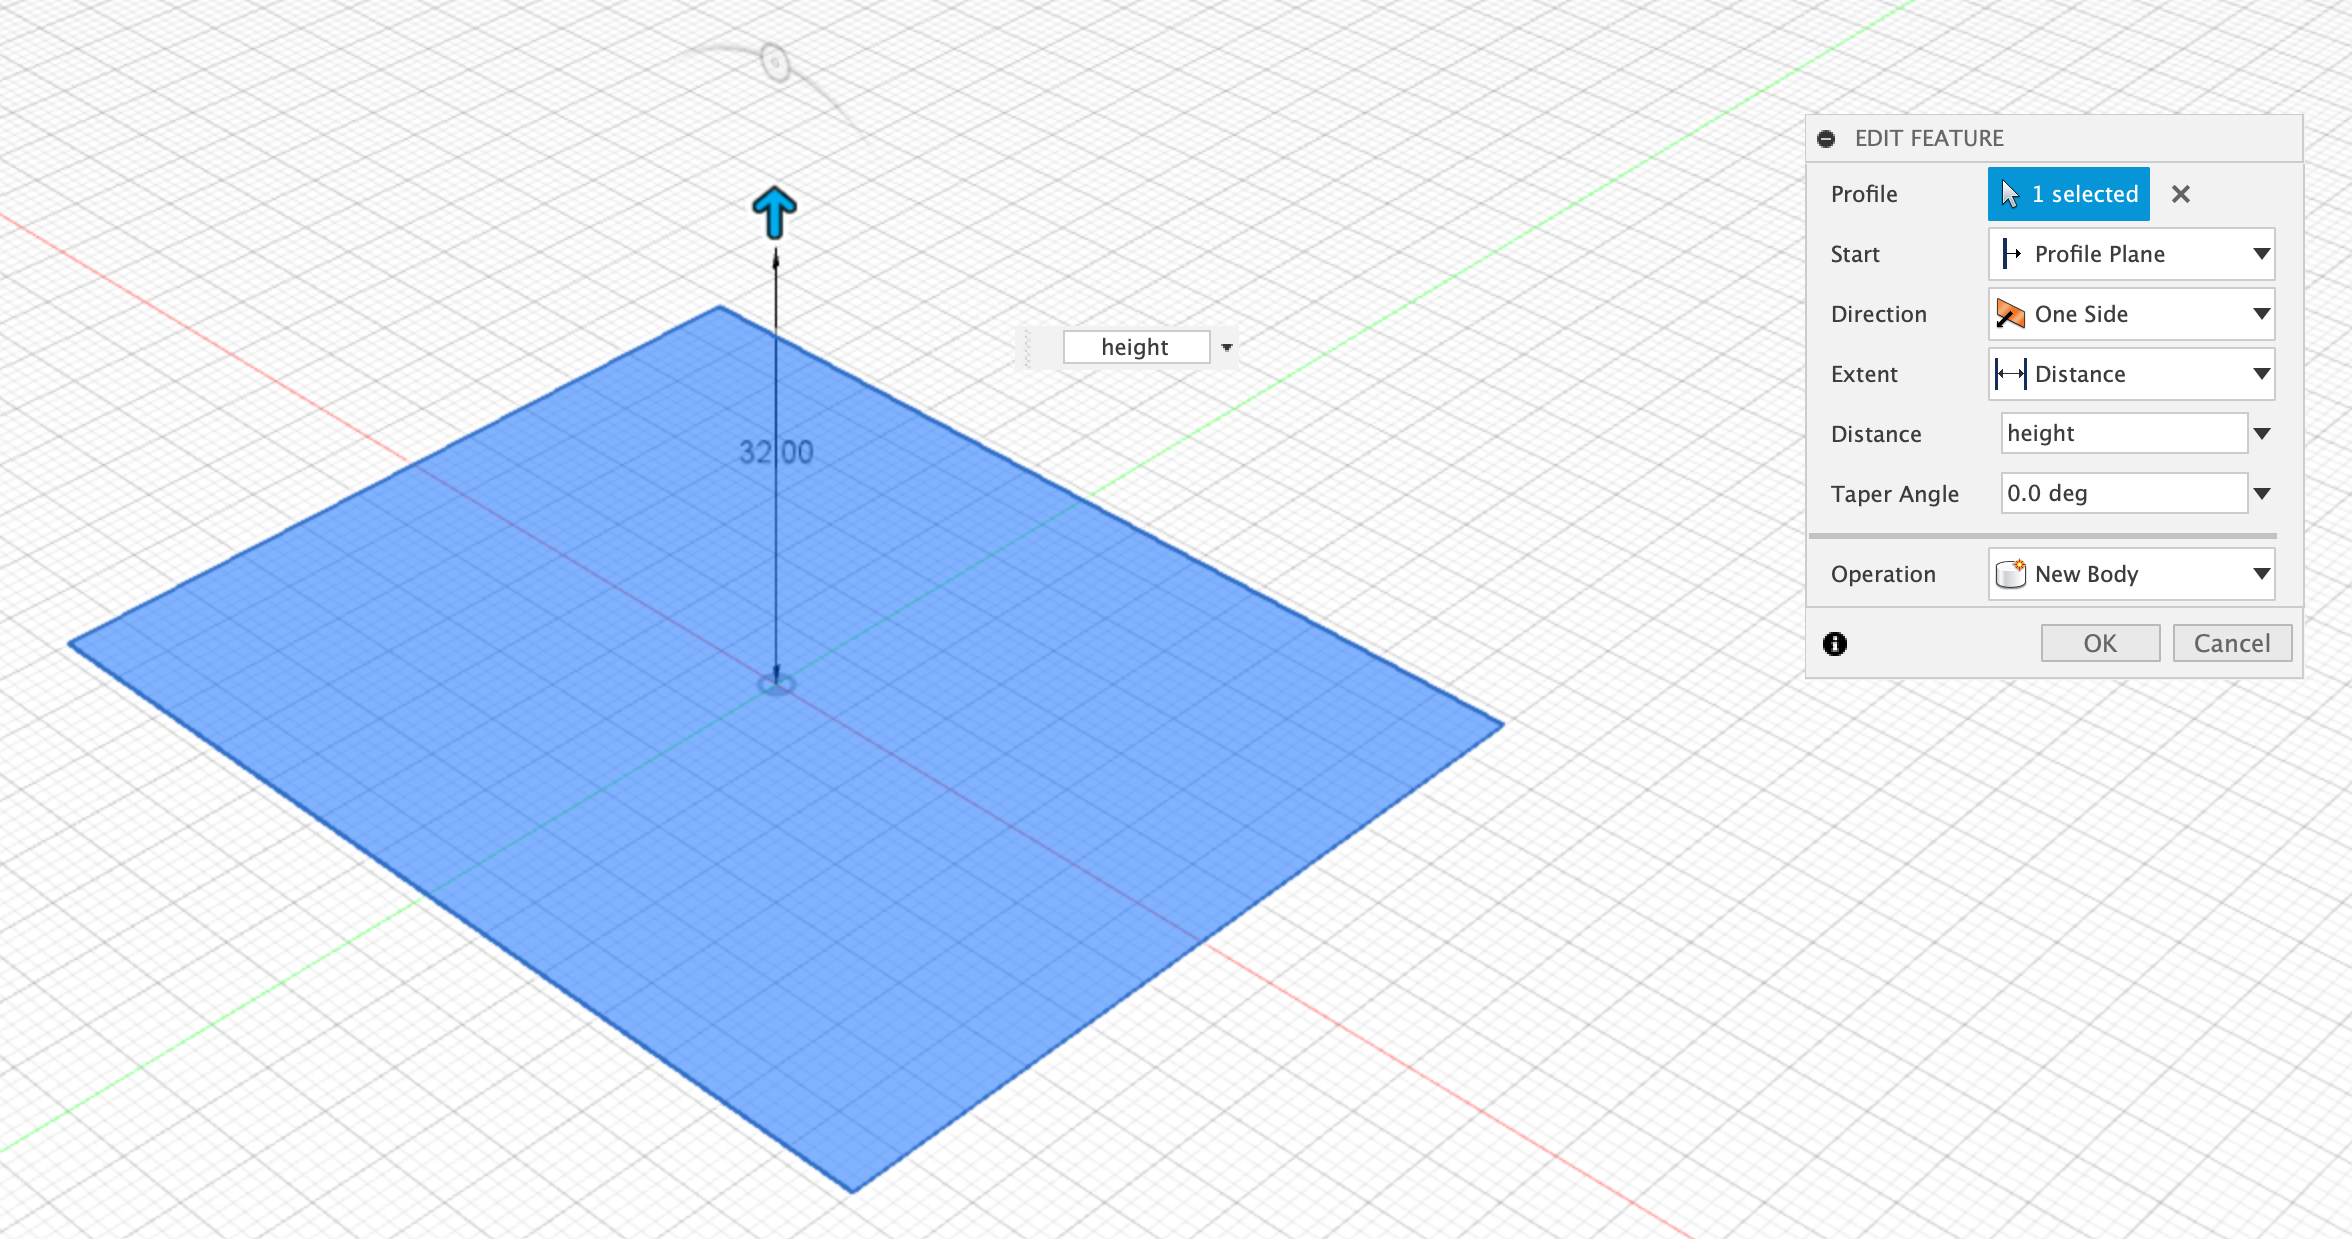 EDIT FEATURE
Profile 1 selected
Start Profile Plane
Direction One Side
Extent Distance
Distance height
Taper Angle 0.0 deg
Operation New Body
OK Cancel
height
32.00